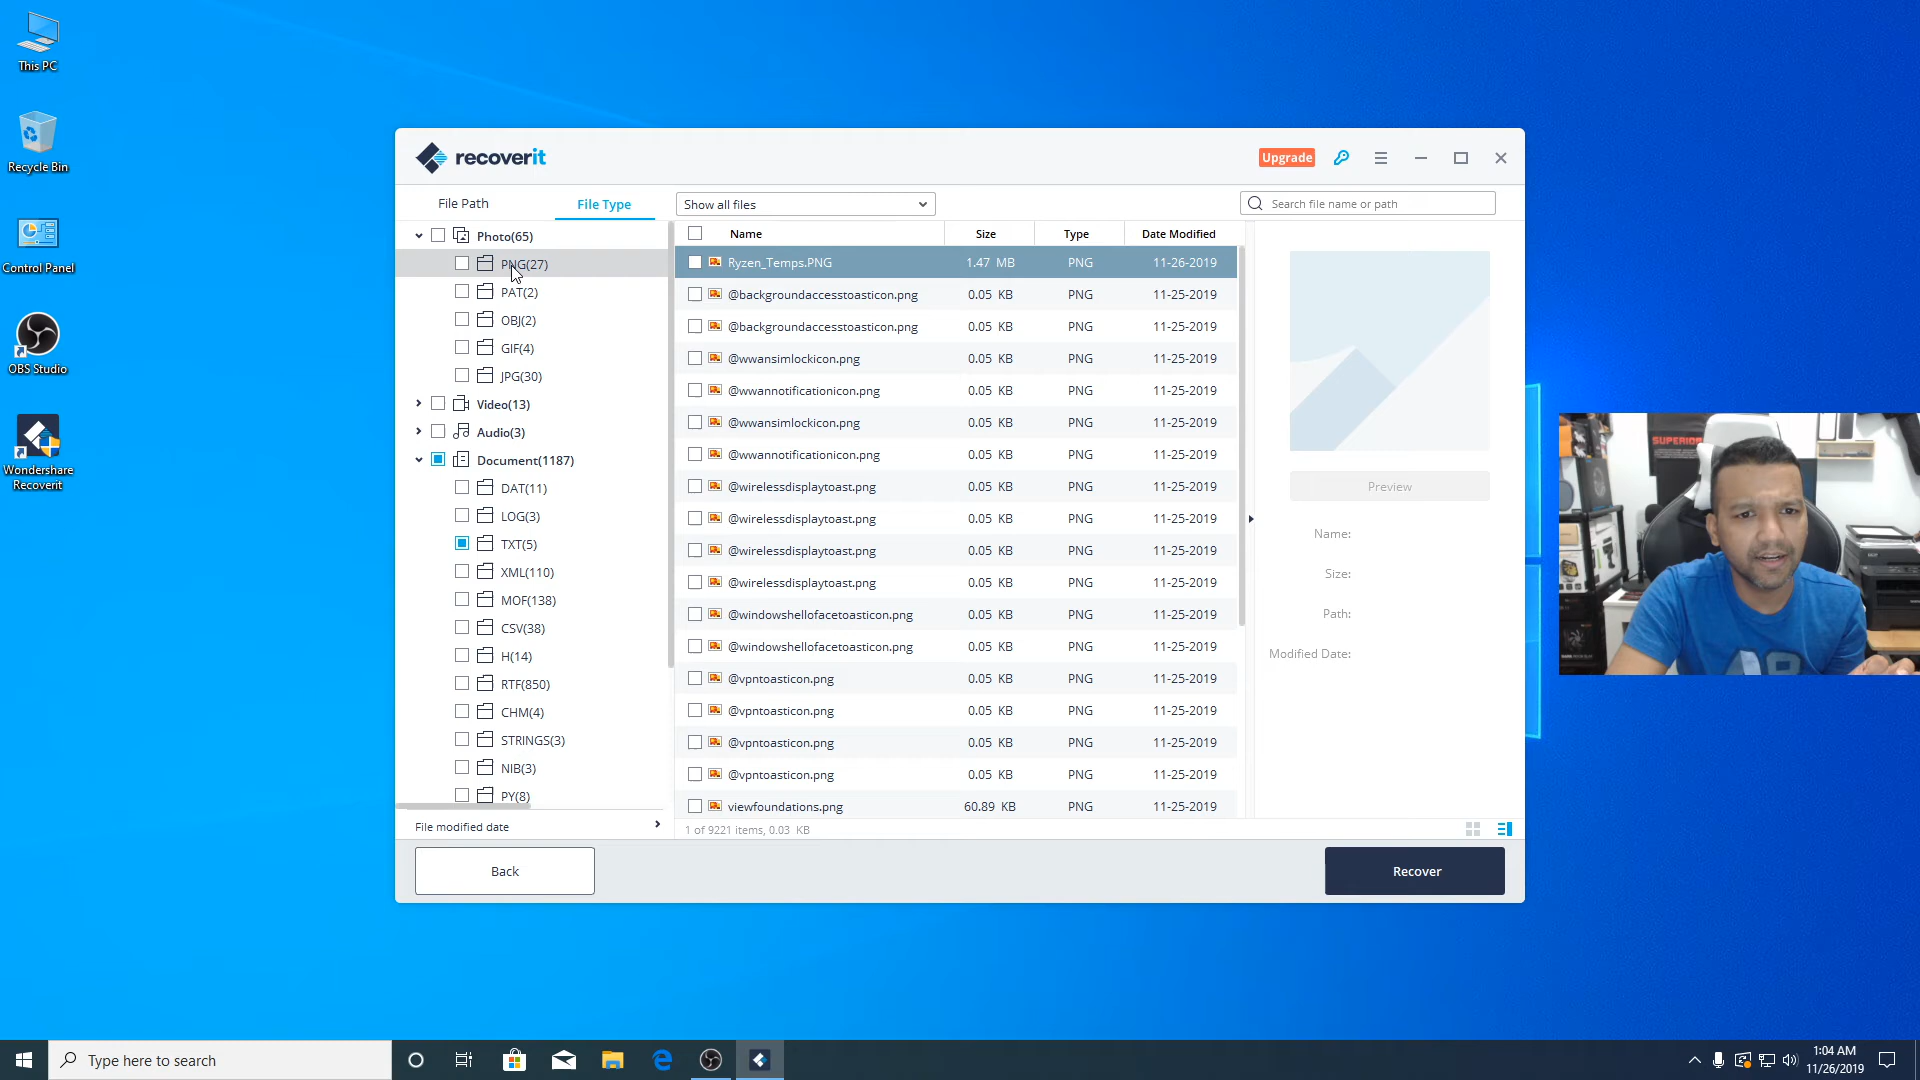 This PC
Recycle Bin
Control Panel
OBS Studio
Wondershare
Recoverit
recoverit
Upgrade
File Path
File Type
Show all files
Search file name or path
Photo(65)
PNG(27)
PAT(2)
OBJ(2)
GIF(4)
JPG(30)
Video(13)
Audio(3)
Document(1187)
DAT(11)
LOG(3)
TXT(5)
XML(110)
MOF(138)
CSV(38)
H(14)
RTF(850)
CHM(4)
STRINGS(3)
NIB(3)
PY(8)
File modified date
Name Size Type Date Modified
Ryzen_Temps.PNG 1.47 MB PNG 11-26-2019
@backgroundaccesstoasticon.png 0.05 KB PNG 11-25-2019
@backgroundaccesstoasticon.png 0.05 KB PNG 11-25-2019
@wwansimlockicon.png 0.05 KB PNG 11-25-2019
@wwannotificationicon.png 0.05 KB PNG 11-25-2019
@wwansimlockicon.png 0.05 KB PNG 11-25-2019
@wwannotificationicon.png 0.05 KB PNG 11-25-2019
@wirelessdisplaytoast.png 0.05 KB PNG 11-25-2019
@wirelessdisplaytoast.png 0.05 KB PNG 11-25-2019
@wirelessdisplaytoast.png 0.05 KB PNG 11-25-2019
@wirelessdisplaytoast.png 0.05 KB PNG 11-25-2019
@windowshellofacetoasticon.png 0.05 KB PNG 11-25-2019
@windowshellofacetoasticon.png 0.05 KB PNG 11-25-2019
@vpntoasticon.png 0.05 KB PNG 11-25-2019
@vpntoasticon.png 0.05 KB PNG 11-25-2019
@vpntoasticon.png 0.05 KB PNG 11-25-2019
@vpntoasticon.png 0.05 KB PNG 11-25-2019
viewfoundations.png 60.89 KB PNG 11-25-2019
1 of 9221 items, 0.03 KB
Preview
Name:
Size:
Path:
Modified Date:
Back
Recover
SUPERIOR
Type here to search
1:04 AM
11/26/2019